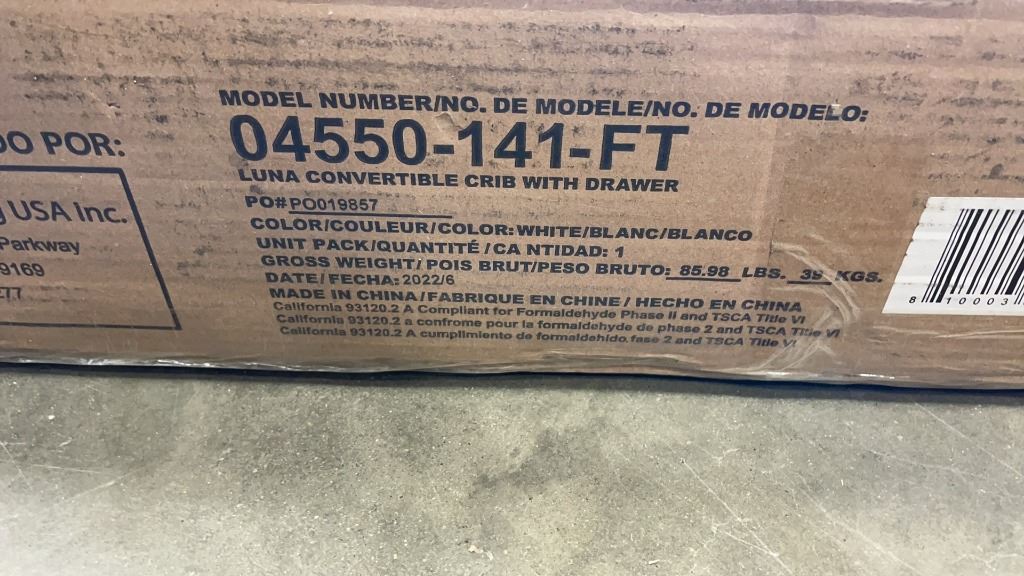 DO POR:
USA Inc.
Parkway
9169
277
MODEL NUMBER/NO. DE MODELE/NO. DE MODELO:
04550-141-FT
LUNA CONVERTIBLE CRIB WITH DRAWER
PO# PO019857
COLOR/COULEUR/COLOR: WHITE/BLANC/BLANCO
UNIT PACK/QUANTITÉ / CA NTIDAD: 1
GROSS WEIGHT/ POIS BRUT/PESO BRUTO: 85.98 LBS. 39 KGS.
DATE/ FECHA: 2022/6
MADE IN CHINA/FABRIQUE EN CHINE / HECHO EN CHINA
California 93120.2 A Compliant for Formaldehyde Phase II and TSCA Title VI
California 93120.2 a confrome pour la formaldehyde de phase 2 and TSCA Title VI
California 93120.2 A cumplimiento de formaldehido.fase 2 and TSCA Title VI
8 10003